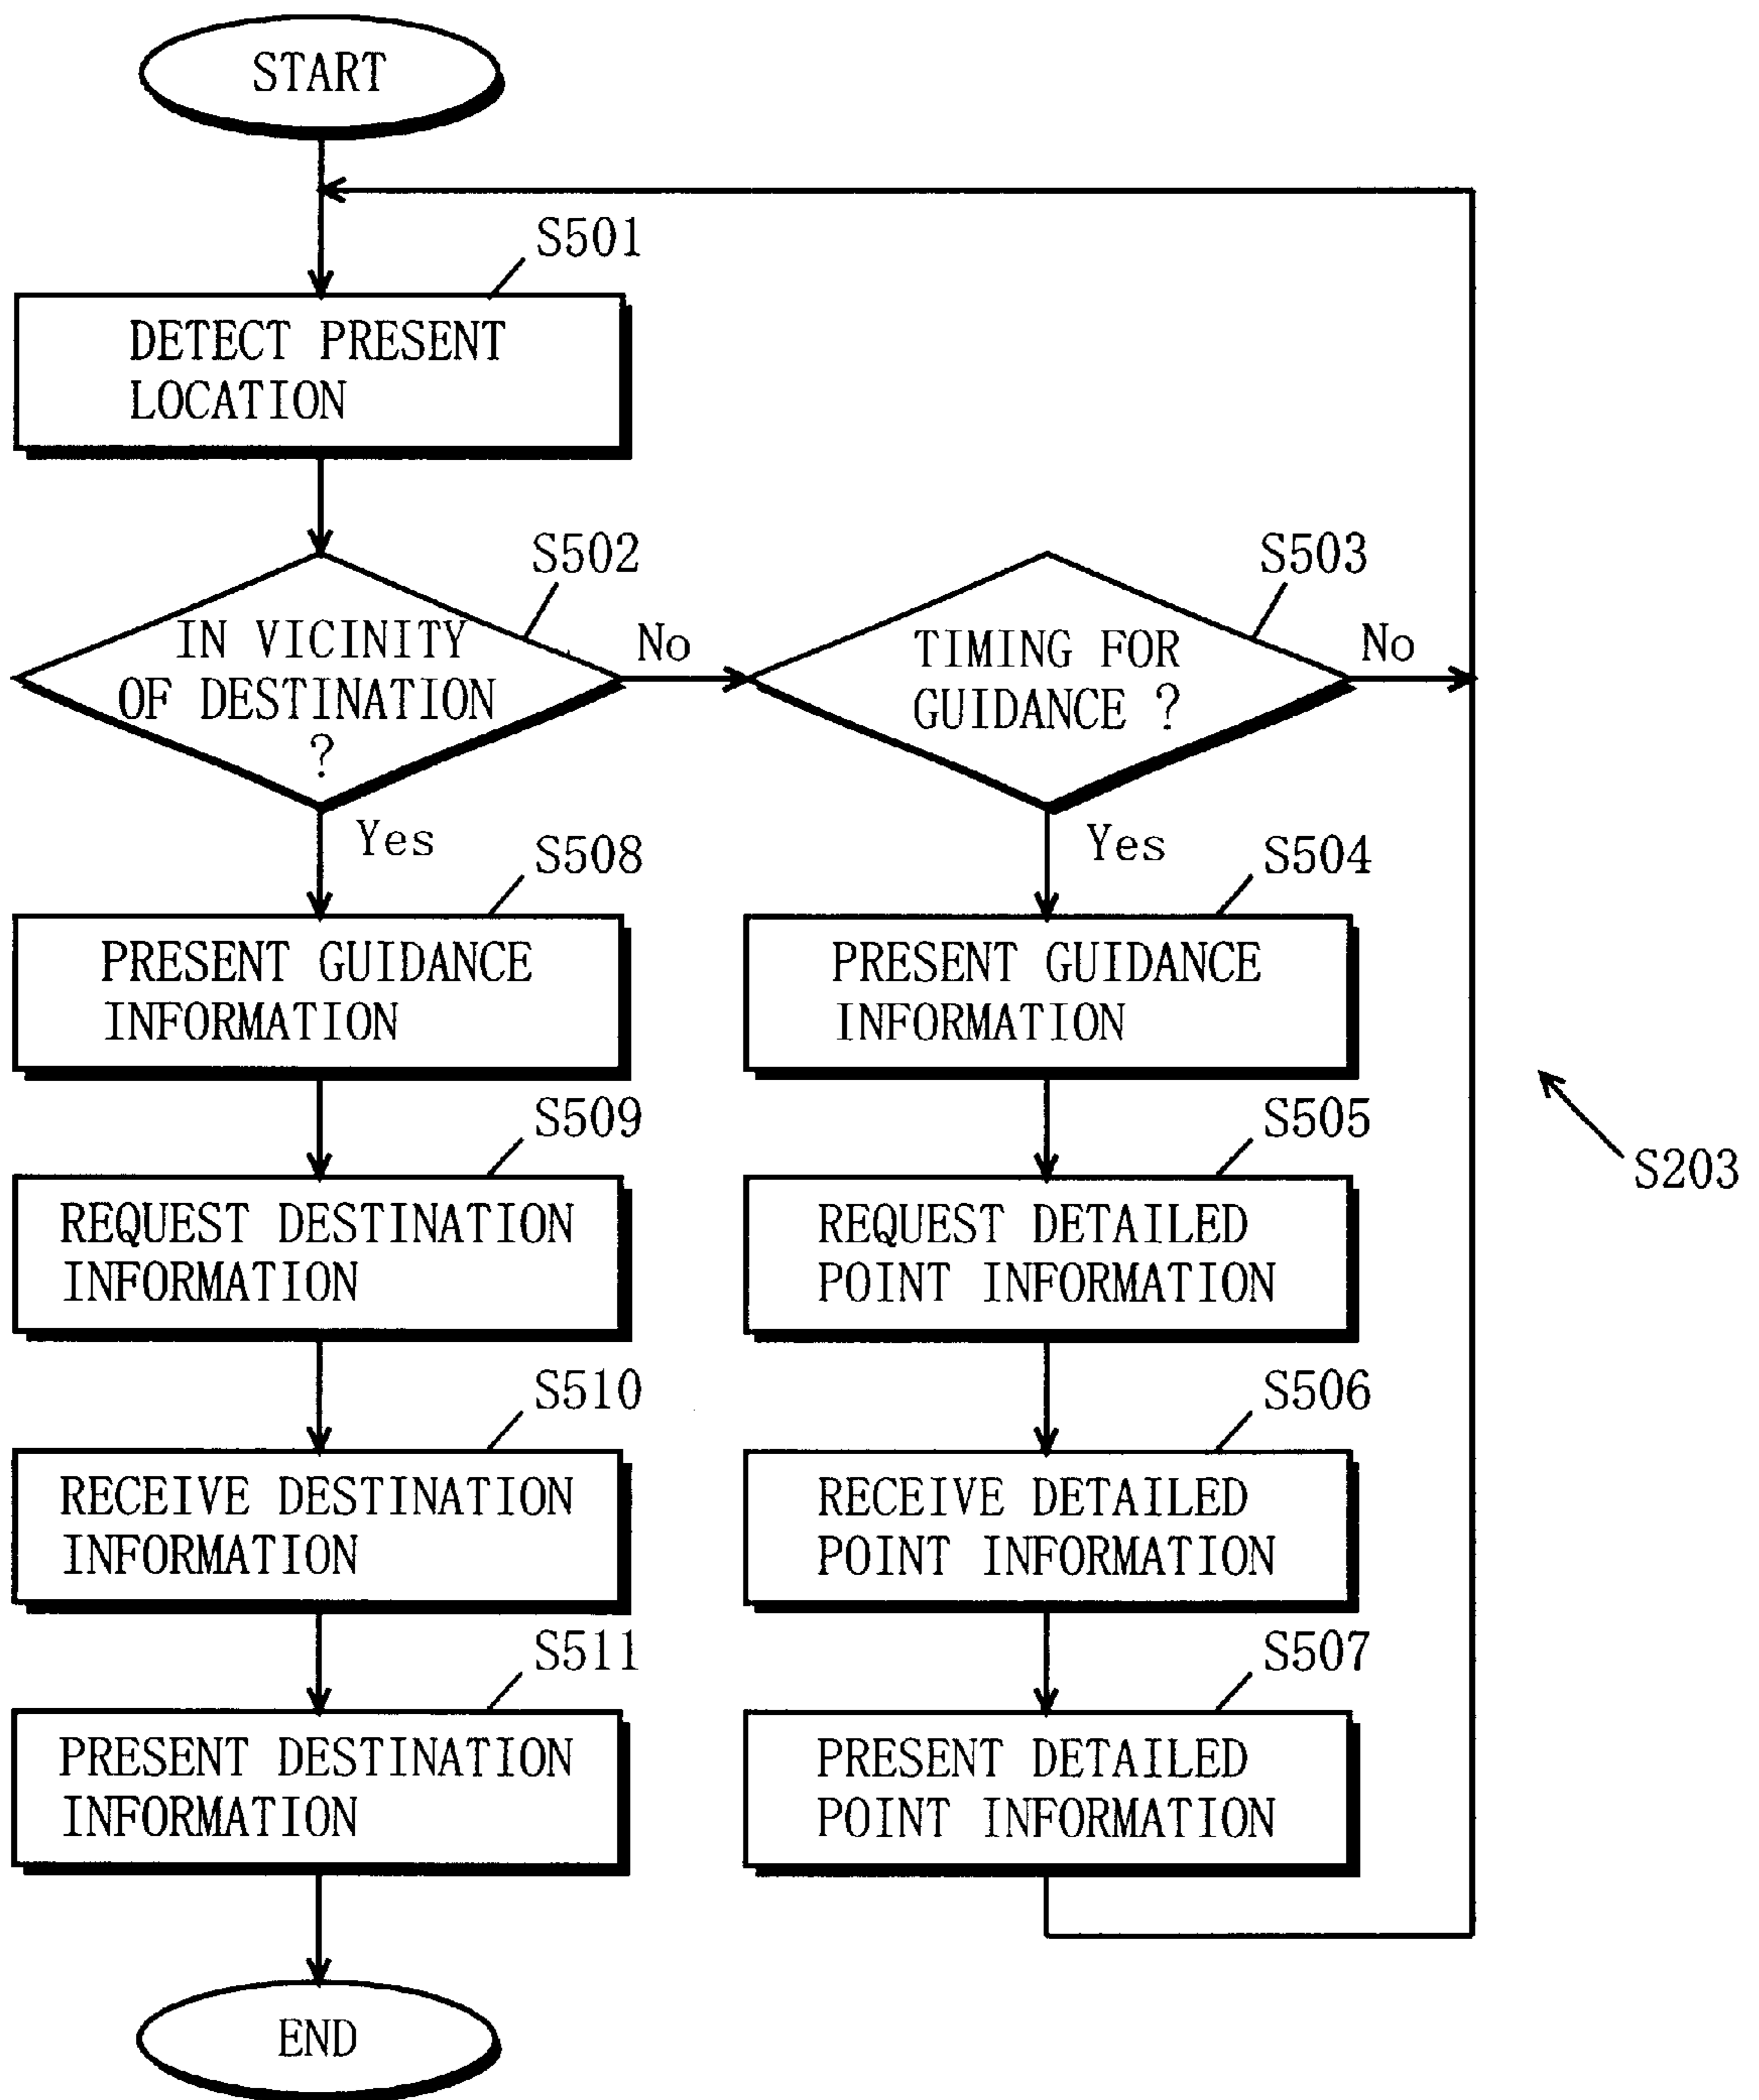 START
S501
DETECT PRESENT
LOCATION
S502
IN VICINITY
OF DESTINATION
?
No
S503
TIMING FOR
GUIDANCE ?
No
Yes
S508
PRESENT GUIDANCE
INFORMATION
Yes
S504
PRESENT GUIDANCE
INFORMATION
S203
S509
REQUEST DESTINATION
INFORMATION
S505
REQUEST DETAILED
POINT INFORMATION
S510
RECEIVE DESTINATION
INFORMATION
S506
RECEIVE DETAILED
POINT INFORMATION
S511
PRESENT DESTINATION
INFORMATION
S507
PRESENT DETAILED
POINT INFORMATION
END